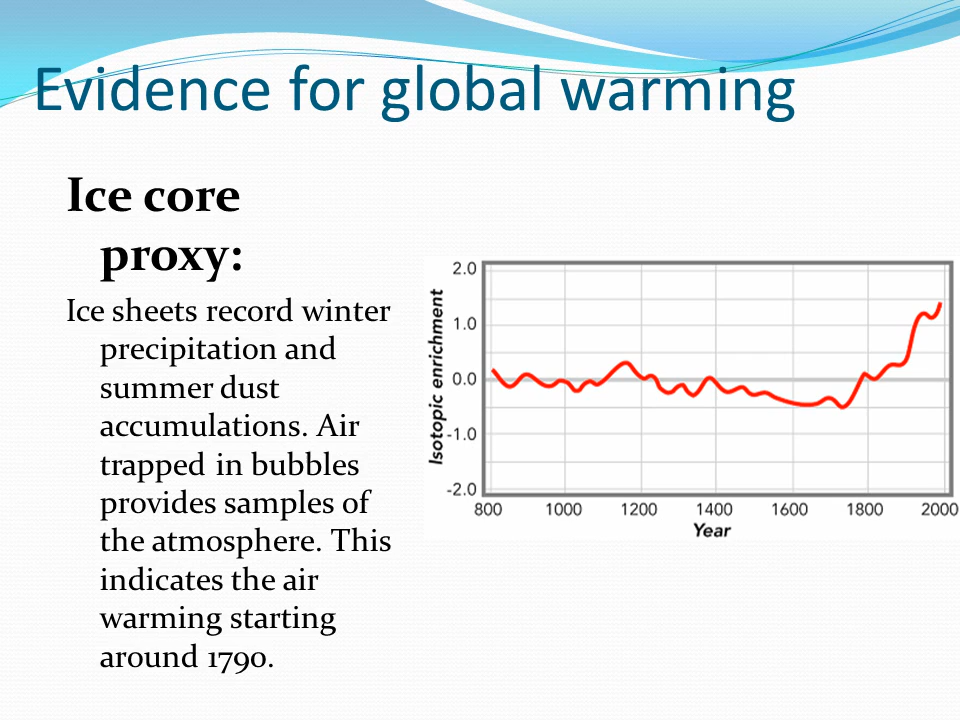 Evidence for global warming
Ice core
proxy:
Ice sheets record winter
precipitation and
summer dust
accumulations. Air
trapped in bubbles
provides samples of
the atmosphere. This
indicates the air
warming starting
around 1790.
Isotopic enrichment
2.0
1.0
0.0
-1.0
-2.0
800 1000 1200 1400 1600 1800 2000
Year